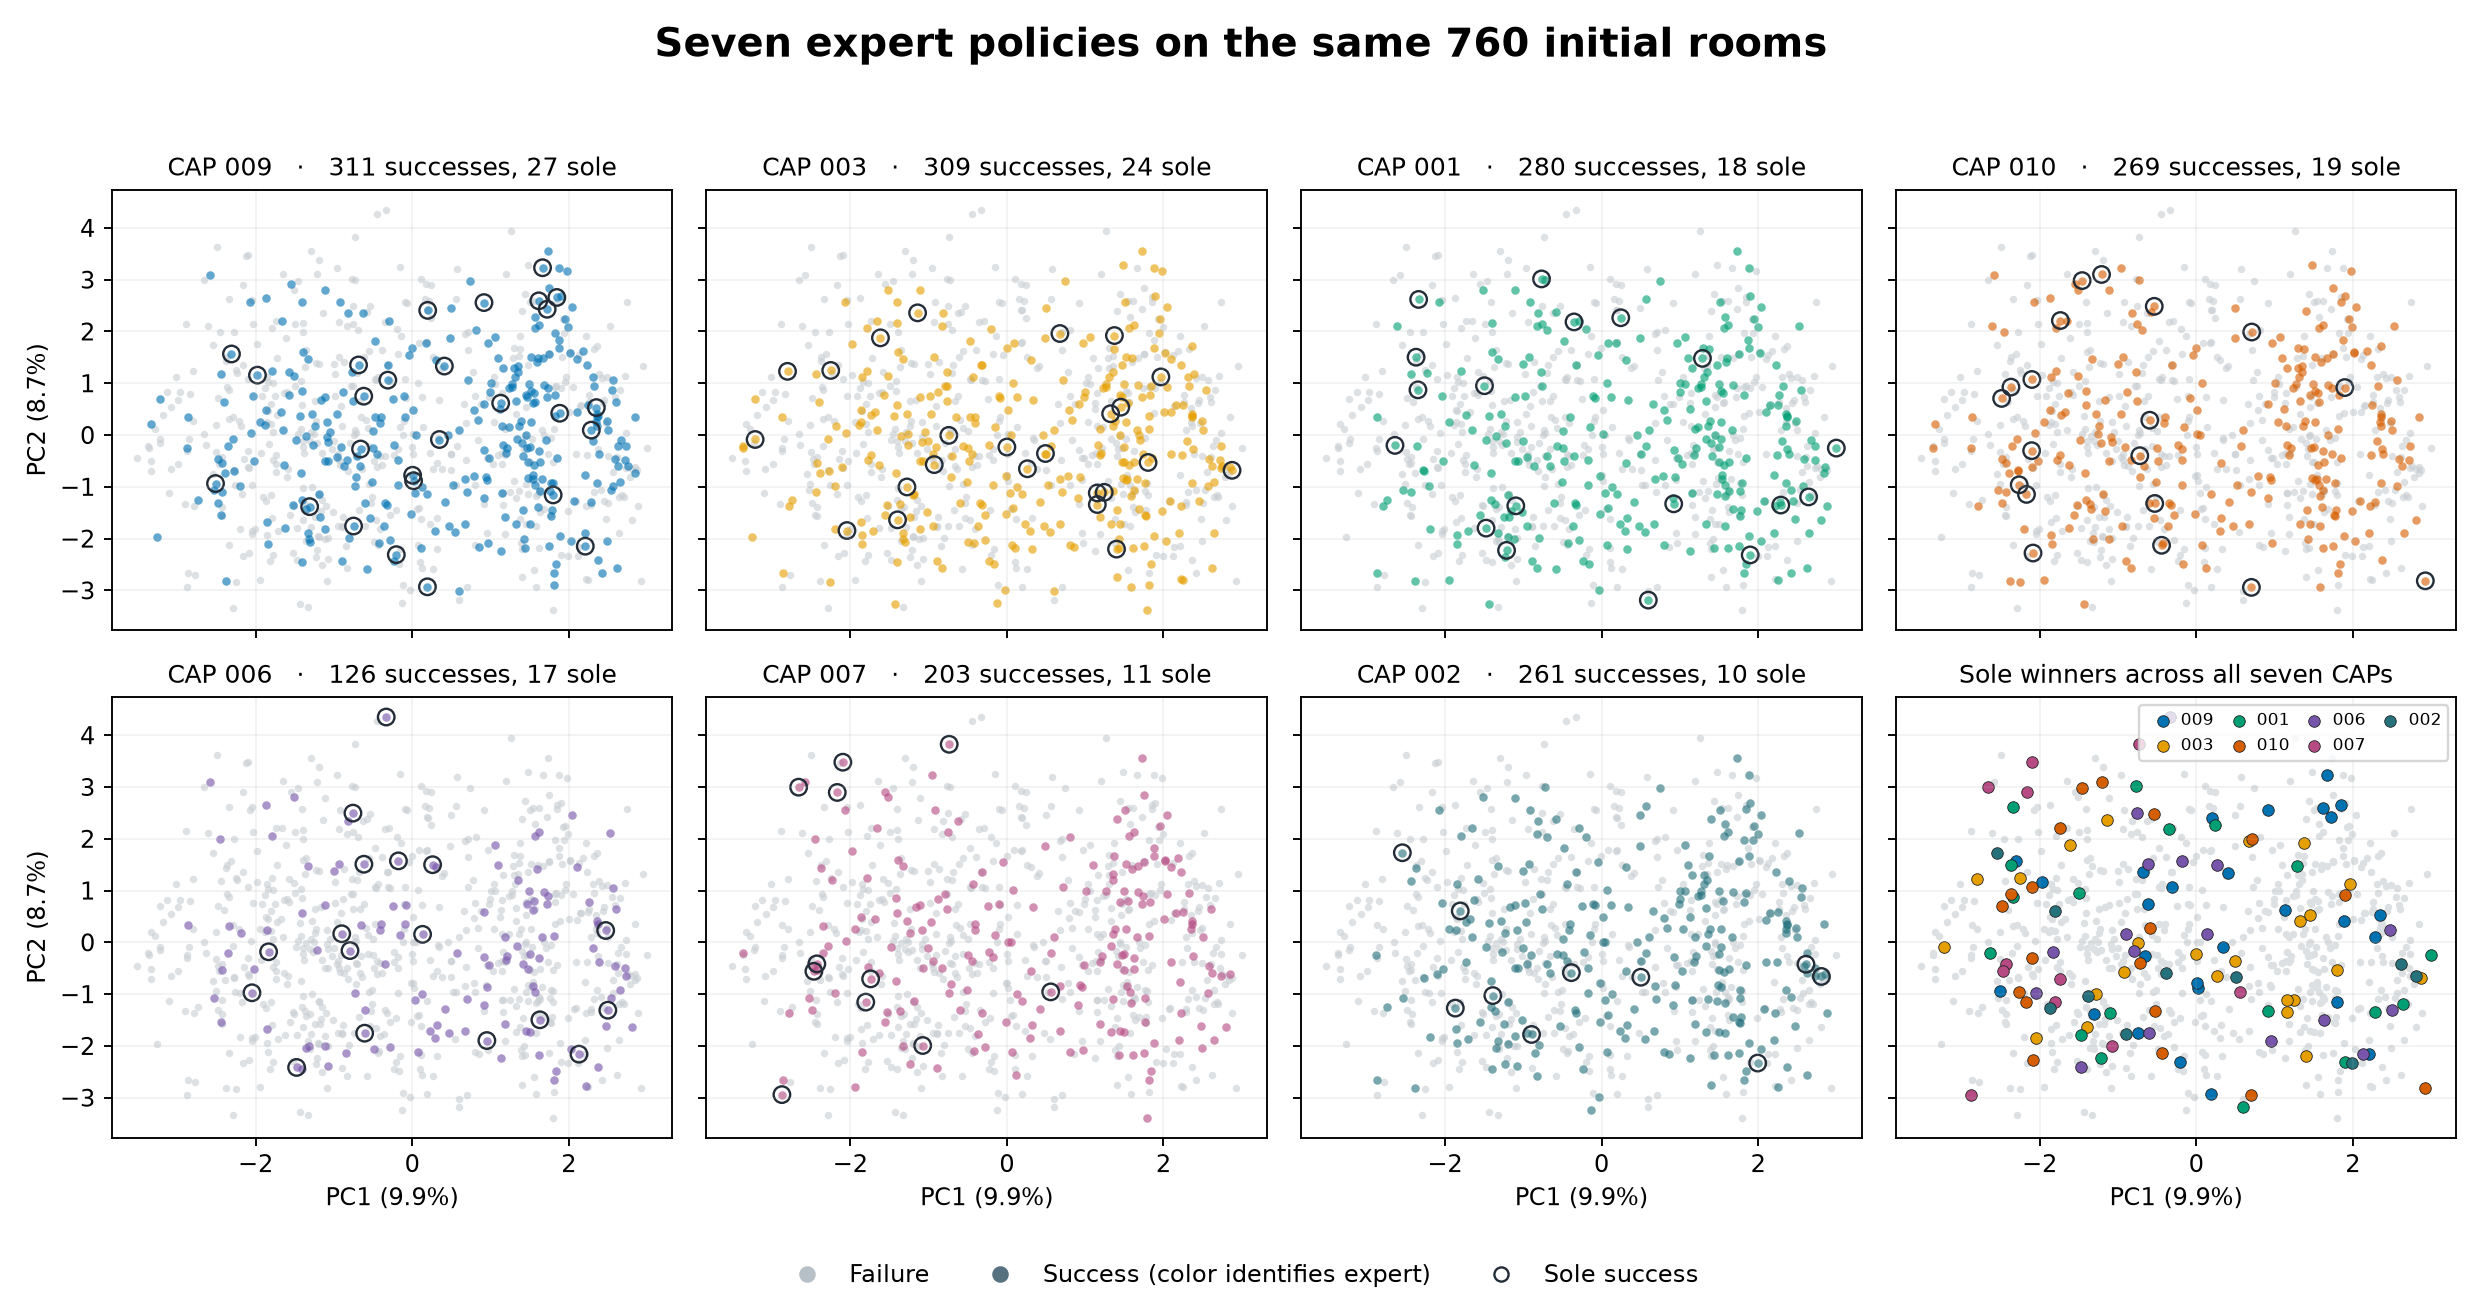 Seven expert policies on the same 760 initial rooms
CAP 009 · 311 successes, 27 sole
CAP 003 · 309 successes, 24 sole
CAP 001 · 280 successes, 18 sole
CAP 010 · 269 successes, 19 sole
PC2 (8.7%)
4
3
2
1
0
−1
−2
−3
CAP 006 · 126 successes, 17 sole
CAP 007 · 203 successes, 11 sole
CAP 002 · 261 successes, 10 sole
Sole winners across all seven CAPs
009 001 006 002
003 010 007
PC2 (8.7%)
4
3
2
1
0
−1
−2
−3
−2 0 2
−2 0 2
−2 0 2
−2 0 2
PC1 (9.9%)
PC1 (9.9%)
PC1 (9.9%)
PC1 (9.9%)
Failure
Success (color identifies expert)
Sole success